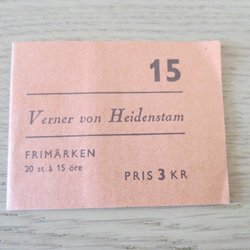 15
Verner von Heidenstam
FRIMÄRKEN
20 st à 15 öre
PRIS 3 KR